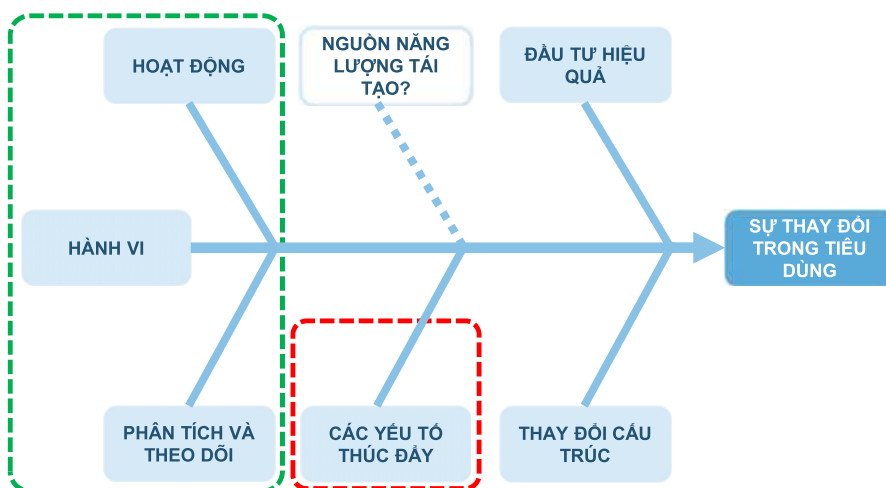 HOẠT ĐỘNG
NGUỒN NĂNG
LƯỢNG TÁI
TẠO?
ĐẦU TƯ HIỆU
QUẢ
HÀNH VI
SỰ THAY ĐỔI
TRONG TIÊU
DÙNG
PHÂN TÍCH VÀ
THEO DÕI
CÁC YẾU TỐ
THÚC ĐẨY
THAY ĐỔI CẤU
TRÚC